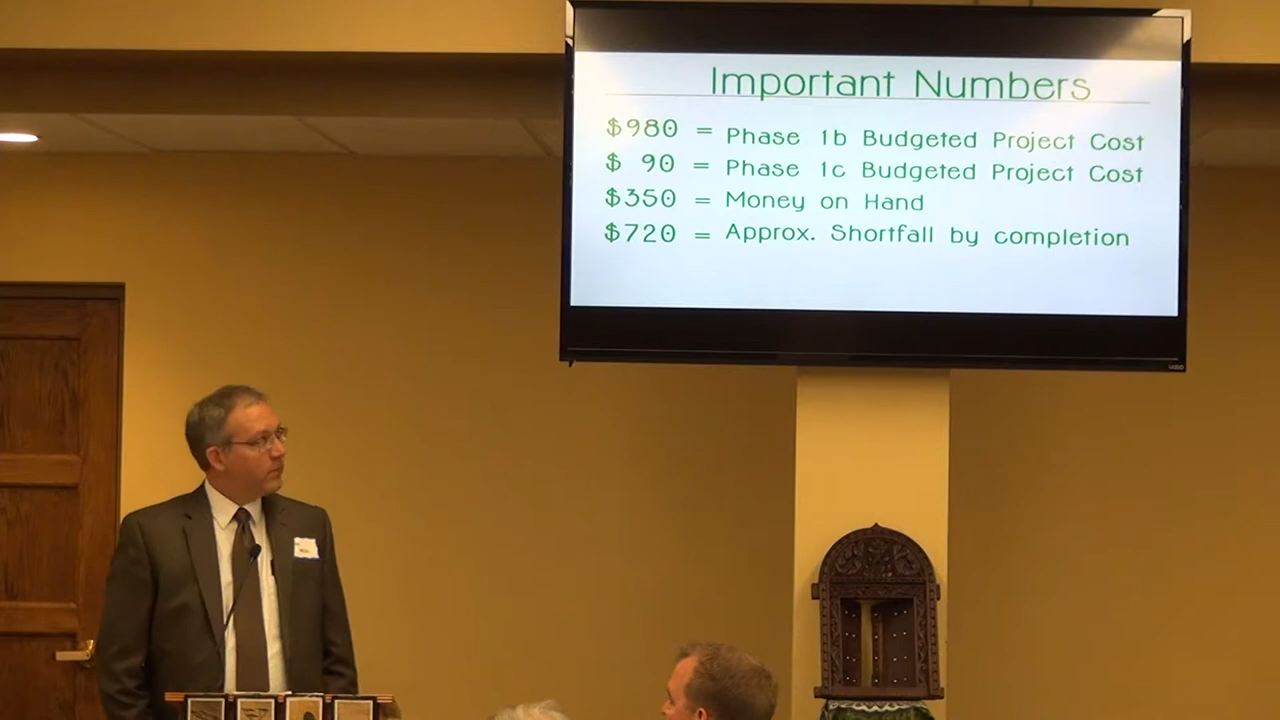 Important Numbers
$980 = Phase 1b Budgeted Project Cost
$ 90 = Phase 1c Budgeted Project Cost
$350 = Money on Hand
$720 = Approx. Shortfall by completion
VIZIO